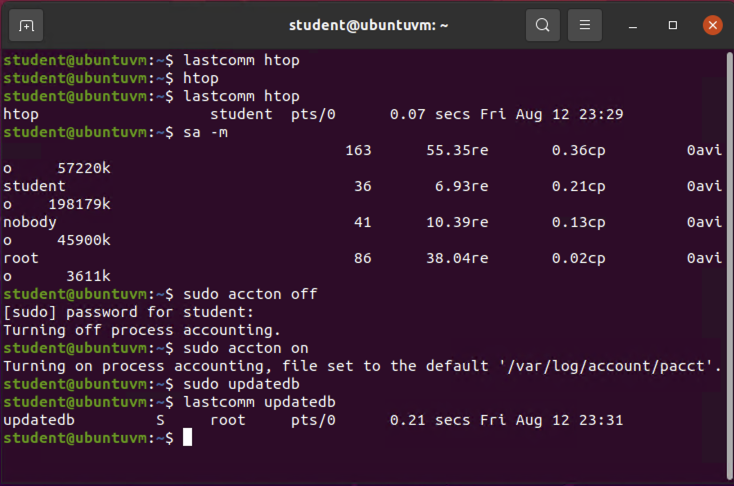 student@ubuntuvm: ~
student@ubuntuvm:~$ lastcomm htop
student@ubuntuvm:~$ htop
student@ubuntuvm:~$ lastcomm htop
htop                   student  pts/0      0.07 secs Fri Aug 12 23:29
student@ubuntuvm:~$ sa -m
                                      163      55.35re       0.36cp         0avi
o     57220k
student                                36       6.93re       0.21cp         0avi
o    198179k
nobody                                 41      10.39re       0.13cp         0avi
o     45900k
root                                   86      38.04re       0.02cp         0avi
o      3611k
student@ubuntuvm:~$ sudo accton off
[sudo] password for student:
Turning off process accounting.
student@ubuntuvm:~$ sudo accton on
Turning on process accounting, file set to the default '/var/log/account/pacct'.
student@ubuntuvm:~$ sudo updatedb
student@ubuntuvm:~$ lastcomm updatedb
updatedb         S     root     pts/0      0.21 secs Fri Aug 12 23:31
student@ubuntuvm:~$